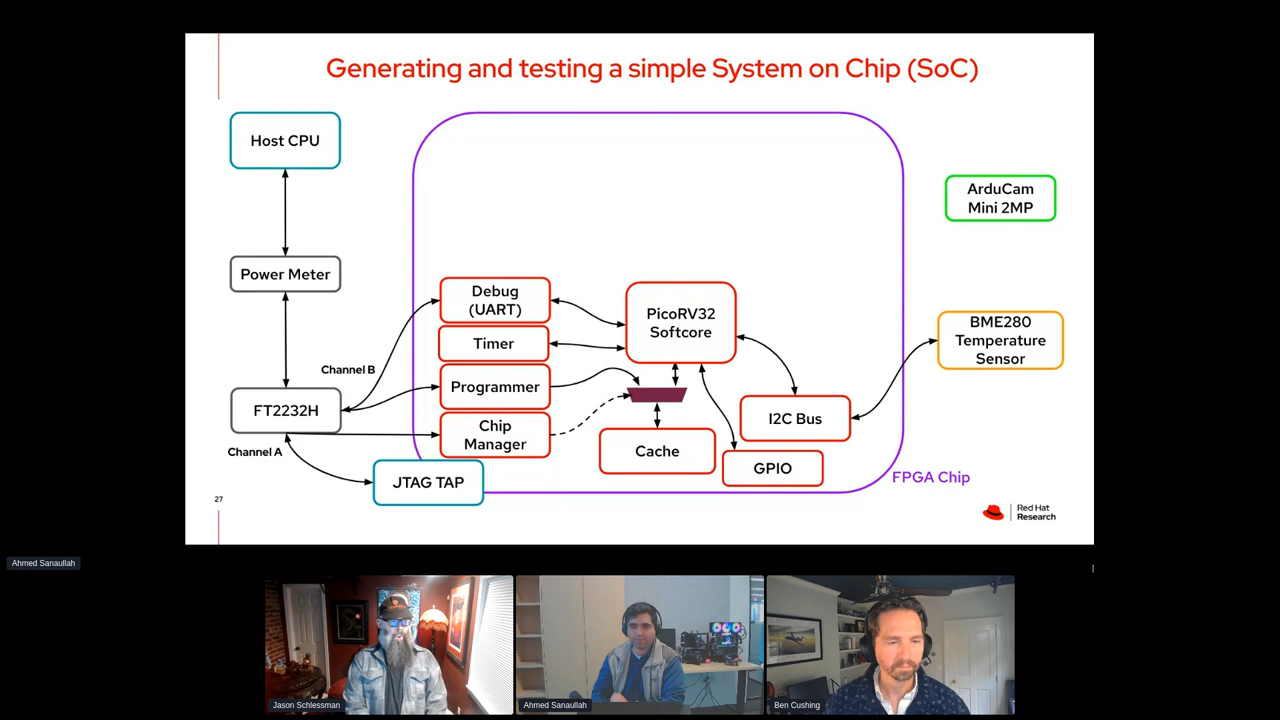 Generating and testing a simple System on Chip (SoC)
Host CPU
ArduCam
Mini 2MP
Power Meter
Debug
(UART)
PicoRV32
Softcore
BME280
Temperature
Sensor
Timer
Channel B
Programmer
FT2232H
I2C Bus
Chip
Manager
Channel A
Cache
GPIO
JTAG TAP
FPGA Chip
27
Red Hat
Research
Ahmed Sanaullah
Jason Schlessman
Ahmed Sanaullah
Ben Cushing